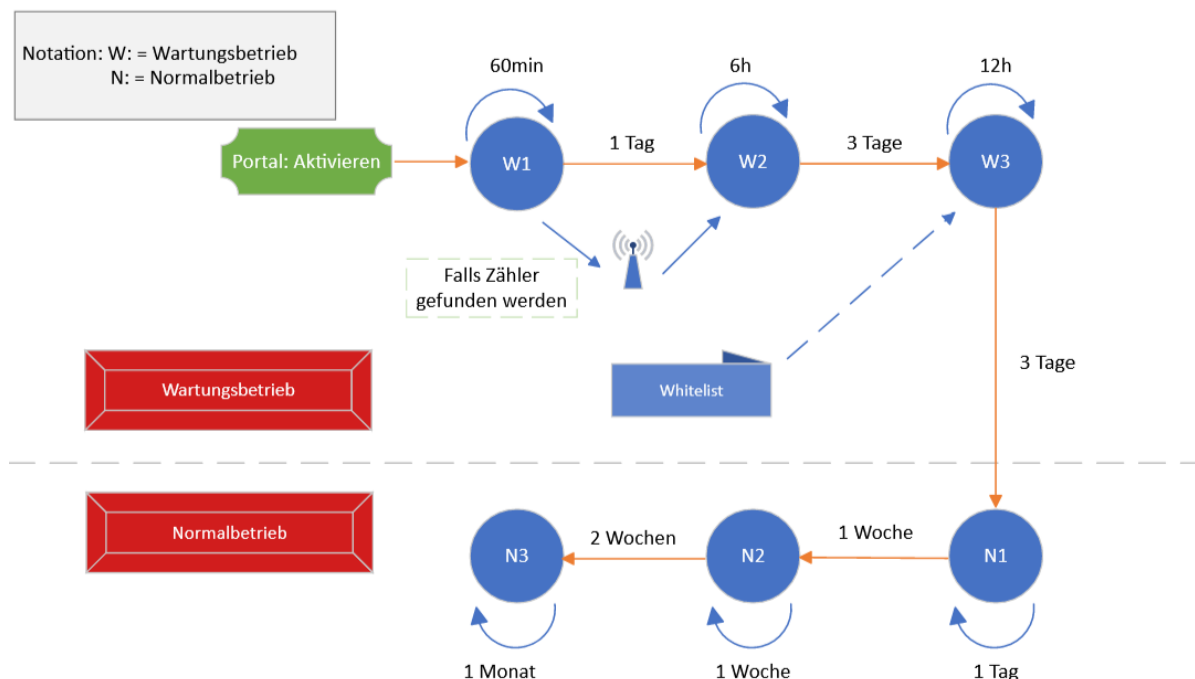 Notation: W: = Wartungsbetrieb
N: = Normalbetrieb
60min
6h
12h
Portal: Aktivieren
W1
1 Tag
W2
3 Tage
W3
Falls Zähler
gefunden werden
Wartungsbetrieb
Whitelist
3 Tage
Normalbetrieb
N3
2 Wochen
N2
1 Woche
N1
1 Monat
1 Woche
1 Tag